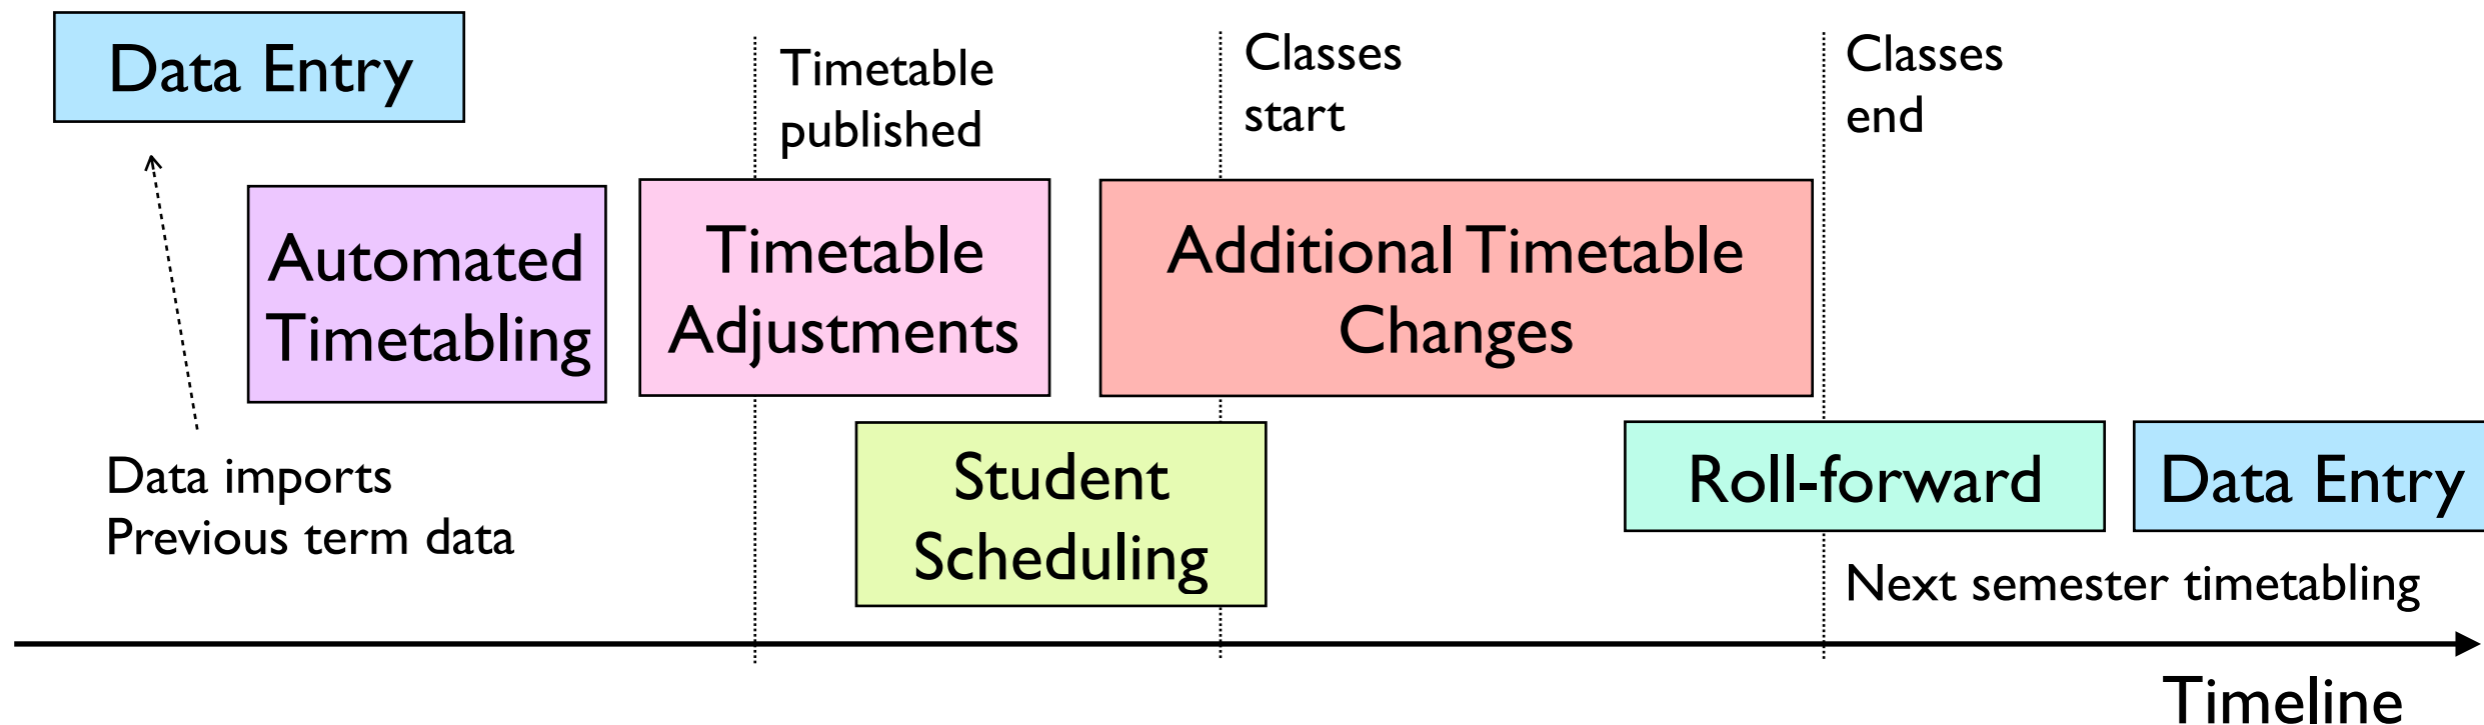 Data Entry
Timetable
published
Classes
start
Classes
end
Automated
Timetabling
Timetable
Adjustments
Additional Timetable
Changes
Data imports
Previous term data
Student
Scheduling
Roll-forward
Data Entry
Next semester timetabling
Timeline